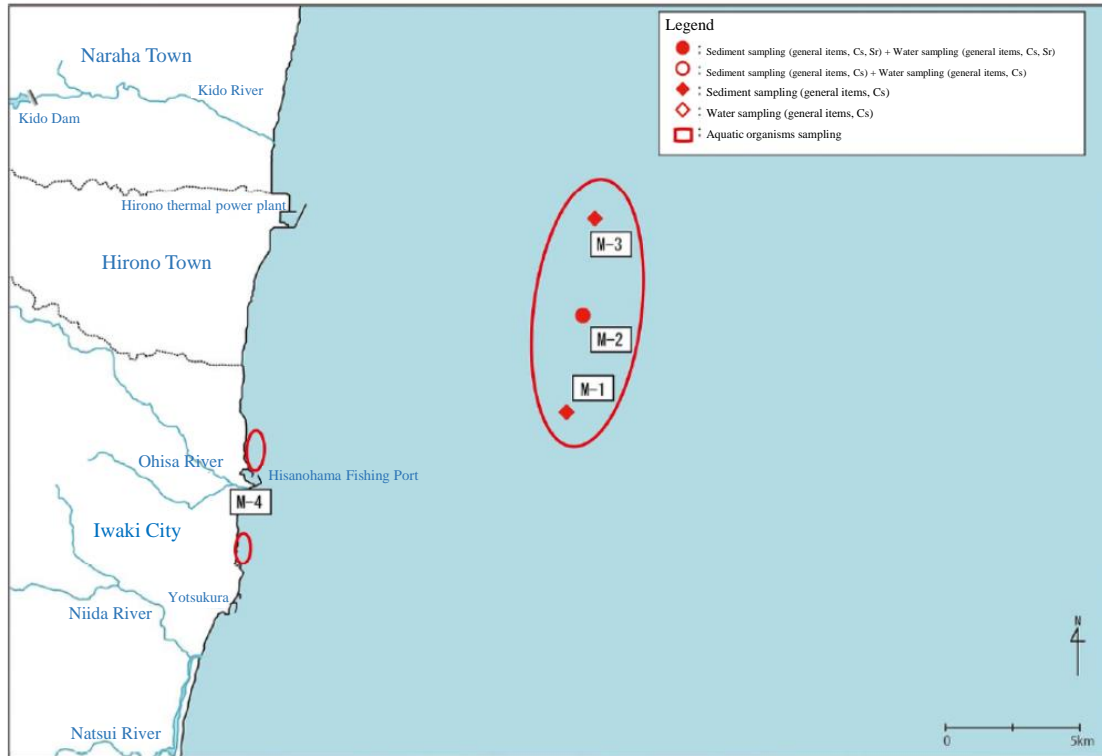 Legend
: Sediment sampling (general items, Cs, Sr) + Water sampling (general items, Cs, Sr)
: Sediment sampling (general items, Cs) + Water sampling (general items, Cs)
: Sediment sampling (general items, Cs)
: Water sampling (general items, Cs)
: Aquatic organisms sampling
Naraha Town
Kido River
Kido Dam
Hirono thermal power plant
Hirono Town
M-3
M-2
M-1
Ohisa River
Hisanohama Fishing Port
M-4
Iwaki City
Yotsukura
Niida River
Natsui River
N
0 5km